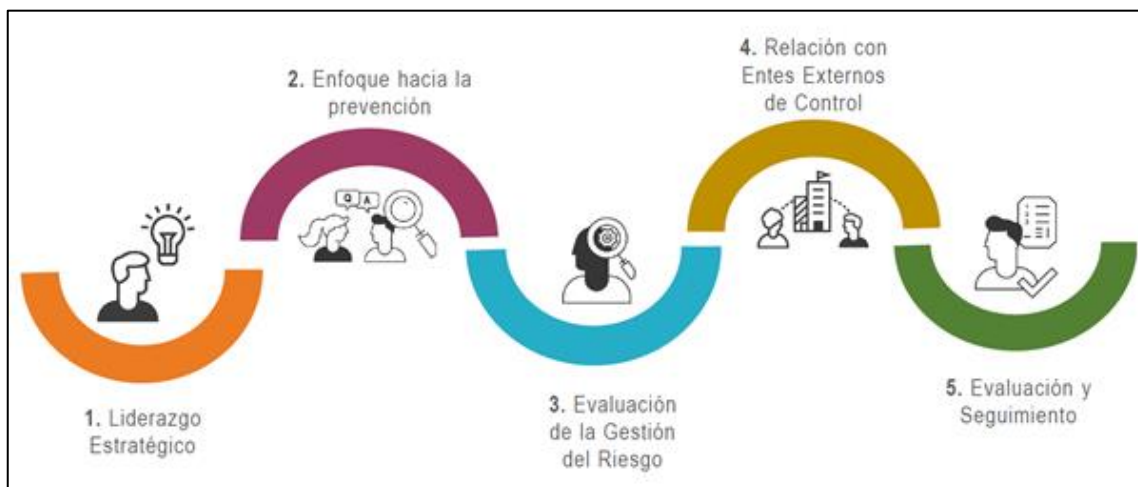 1. Liderazgo
Estratégico
2. Enfoque hacia la
prevención
Q A
3. Evaluación
de la Gestión
del Riesgo
4. Relación con
Entes Externos
de Control
5. Evaluación y
Seguimiento